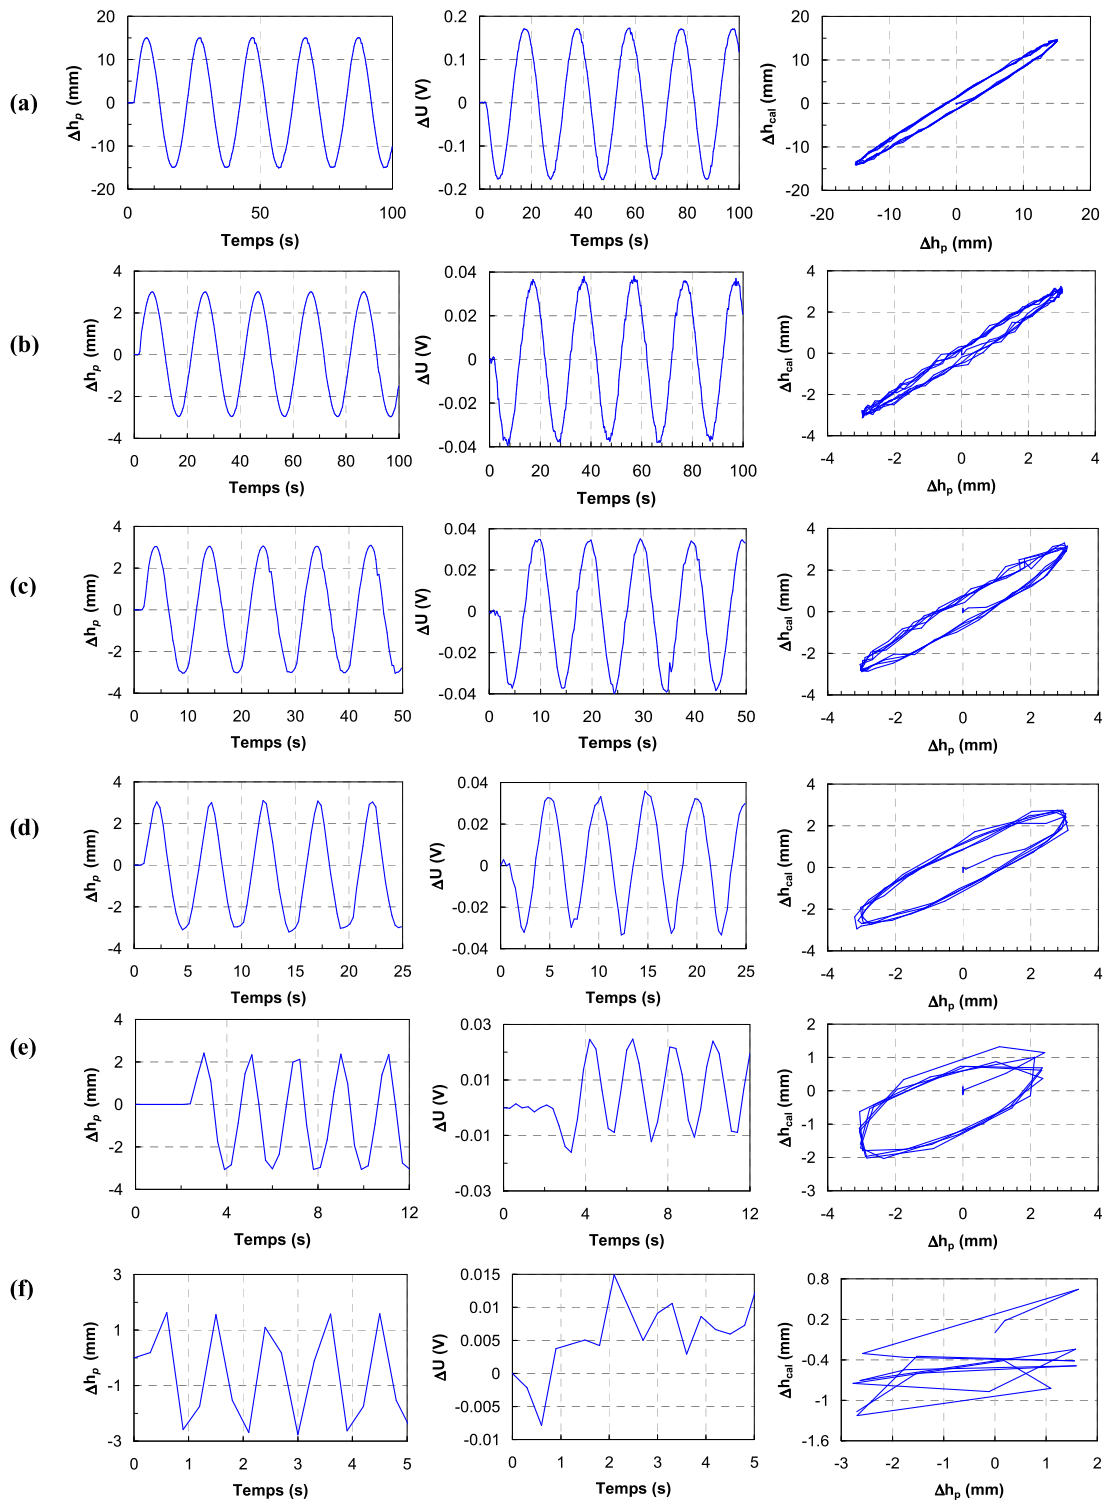 (a)
Δhp (mm)
20
10
0
-10
-20
0 50 100
Temps (s)
ΔU (V)
0.2
0.1
0
-0.1
-0.2
0 20 40 60 80 100
Temps (s)
Δhcal (mm)
20
10
0
-10
-20
-20 -10 0 10 20
Δhp (mm)
(b)
Δhp (mm)
4
2
0
-2
-4
0 20 40 60 80 100
Temps (s)
ΔU (V)
0.04
0.02
0
-0.02
-0.04
0 20 40 60 80 100
Temps (s)
Δhcal (mm)
4
2
0
-2
-4
-4 -2 0 2 4
Δhp (mm)
(c)
Δhp (mm)
4
2
0
-2
-4
0 10 20 30 40 50
Temps (s)
ΔU (V)
0.04
0.02
0
-0.02
-0.04
0 10 20 30 40 50
Temps (s)
Δhcal (mm)
4
2
0
-2
-4
-4 -2 0 2 4
Δhp (mm)
(d)
Δhp (mm)
4
2
0
-2
-4
0 5 10 15 20 25
Temps (s)
ΔU (V)
0.04
0.02
0
-0.02
-0.04
0 5 10 15 20 25
Temps (s)
Δhcal (mm)
4
2
0
-2
-4
-4 -2 0 2 4
Δhp (mm)
(e)
Δhp (mm)
4
2
0
-2
-4
0 4 8 12
Temps (s)
ΔU (V)
0.03
0.01
-0.01
-0.03
0 4 8 12
Temps (s)
Δhcal (mm)
2
1
0
-1
-2
-3
-4 -2 0 2 4
Δhp (mm)
(f)
Δhp (mm)
3
1
-1
-3
0 1 2 3 4 5
Temps (s)
ΔU (V)
0.015
0.01
0.005
0
-0.005
-0.01
0 1 2 3 4 5
Temps (s)
Δhcal (mm)
0.8
0.2
-0.4
-1
-1.6
-3 -2 -1 0 1 2
Δhp (mm)